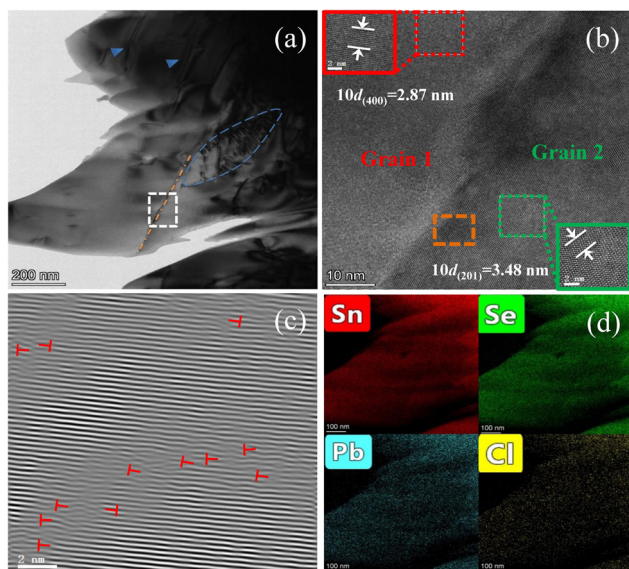 (a)
200 nm
(b)
2 nm
10d(400)=2.87 nm
Grain 1
Grain 2
10d(201)=3.48 nm
2 nm
10 nm
(c)
2 nm
(d)
Sn
100 nm
Se
100 nm
Pb
100 nm
Cl
100 nm